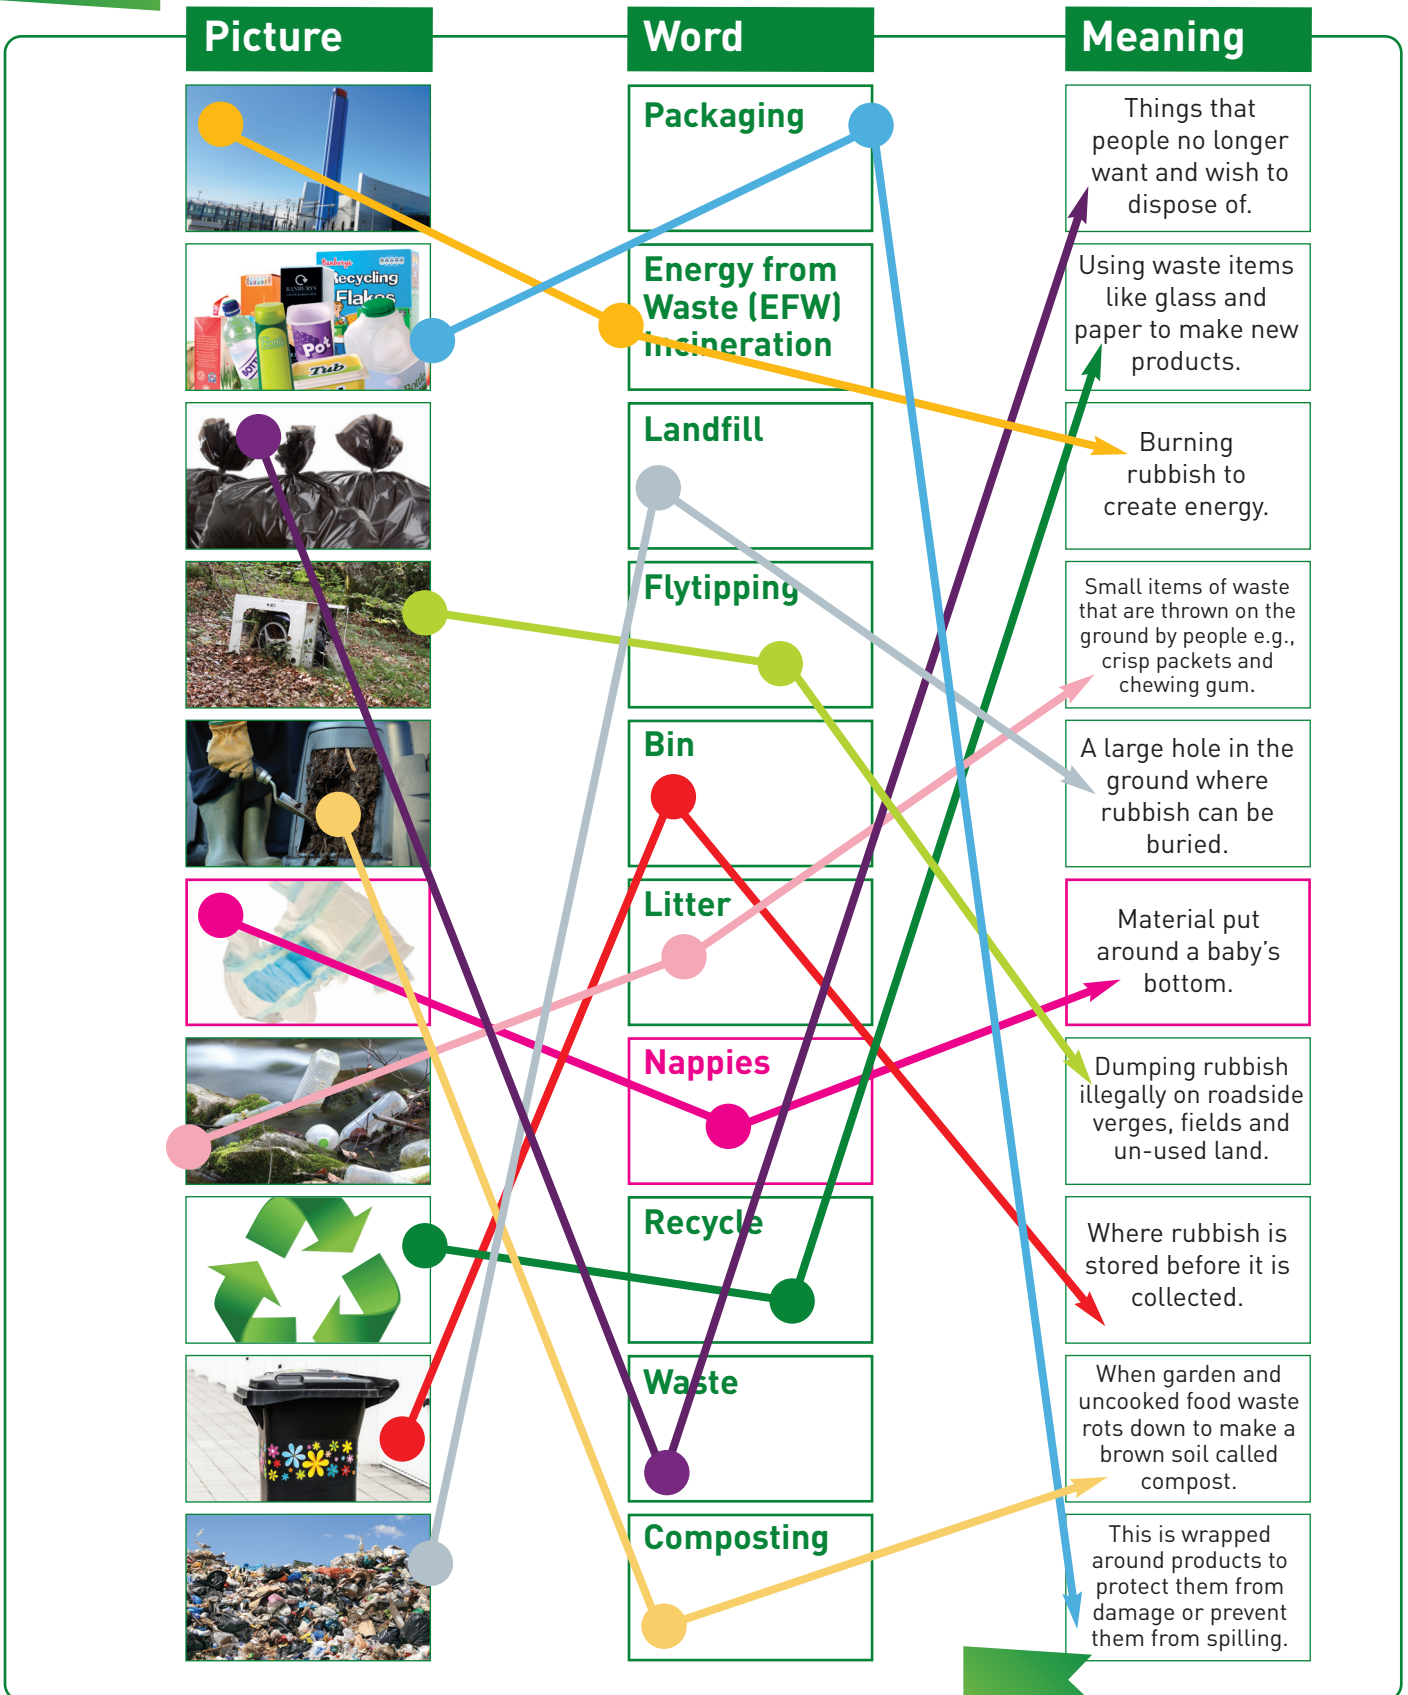 Picture
Word
Meaning
Packaging
Things that
people no longer
want and wish to
dispose of.
Banburys
Recycling
Flakes
BANBURYS
BOTTLE
Pot
Tub
Bottle
Energy from
Waste (EFW)
Incineration
Using waste items
like glass and
paper to make new
products.
Landfill
Burning
rubbish to
create energy.
Flytipping
Small items of waste
that are thrown on the
ground by people e.g.,
crisp packets and
chewing gum.
Bin
A large hole in the
ground where
rubbish can be
buried.
Litter
Material put
around a baby's
bottom.
Nappies
Dumping rubbish
illegally on roadside
verges, fields and
un-used land.
Recycle
Where rubbish is
stored before it is
collected.
Waste
When garden and
uncooked food waste
rots down to make a
brown soil called
compost.
Composting
This is wrapped
around products to
protect them from
damage or prevent
them from spilling.